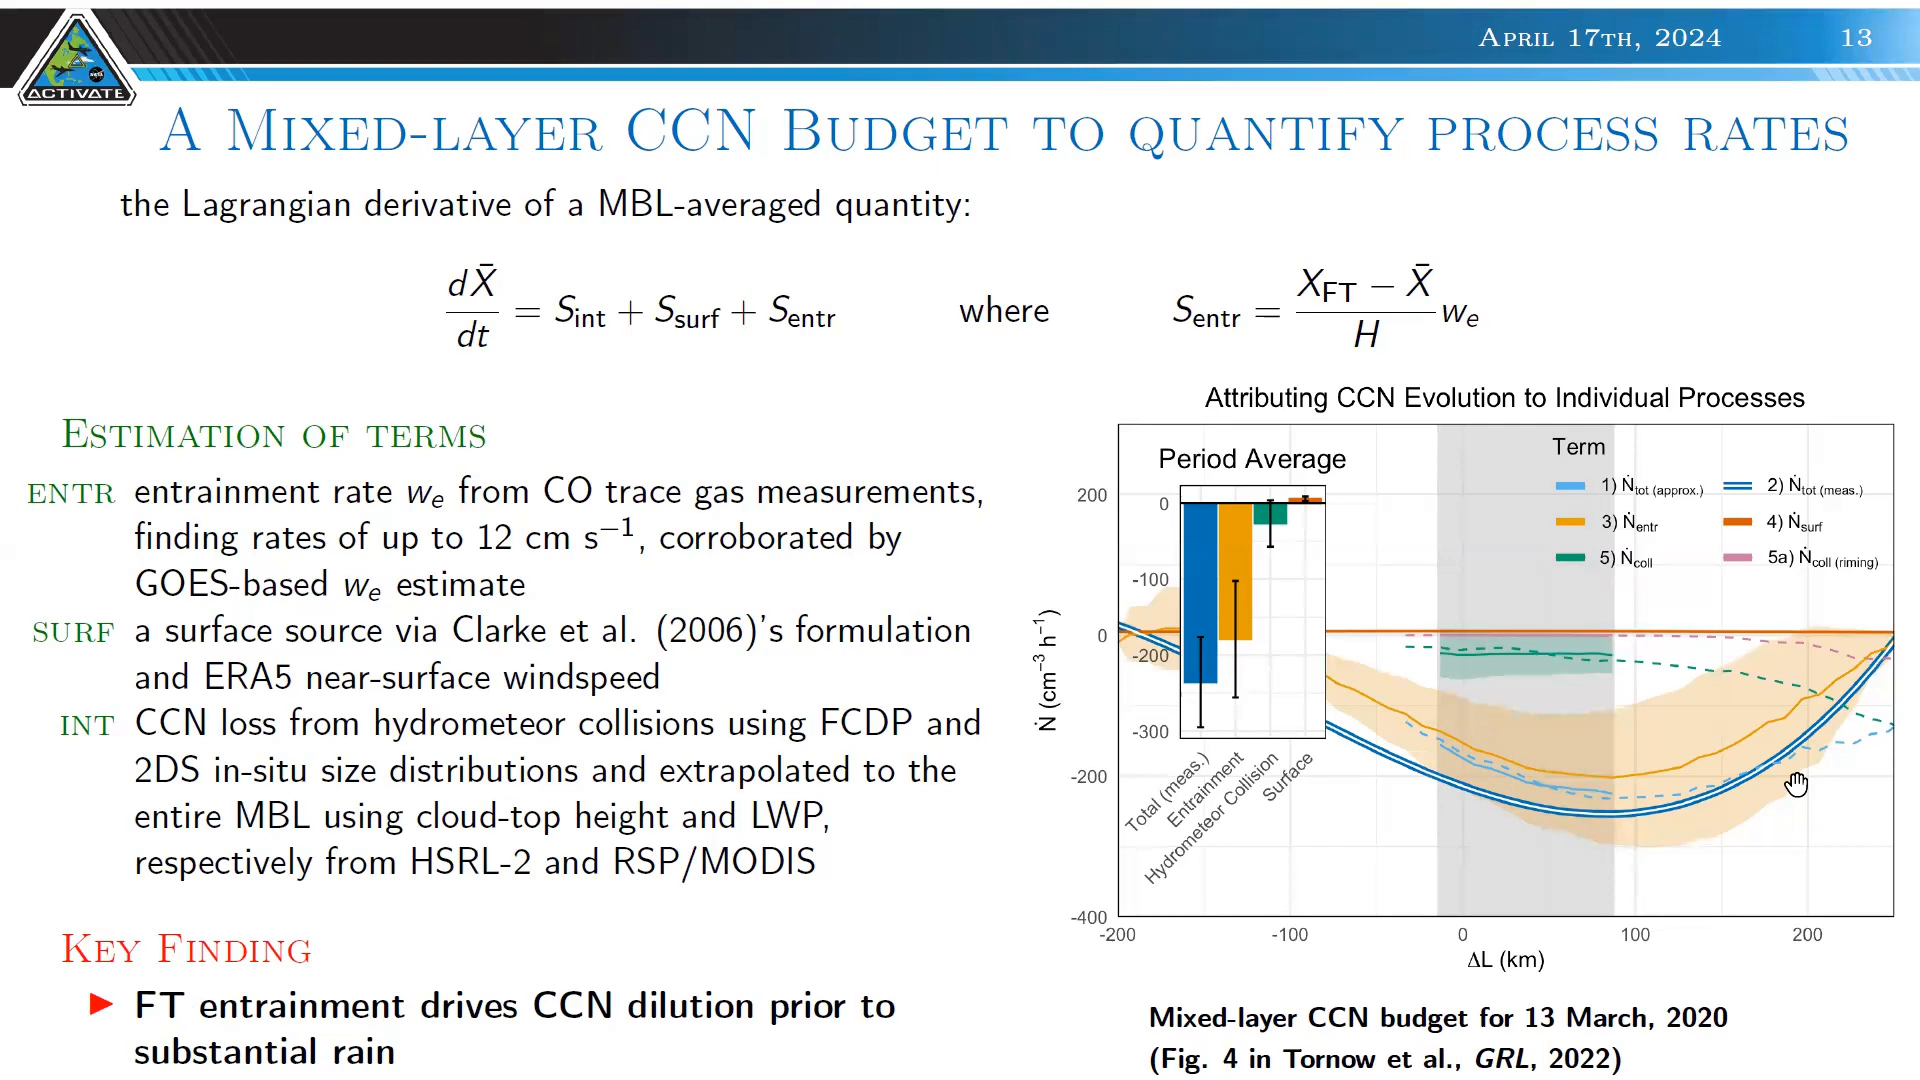 APRIL 17TH, 2024 13
ACTIVATE
A MIXED-LAYER CCN BUDGET TO QUANTIFY PROCESS RATES
the Lagrangian derivative of a MBL-averaged quantity:
dX̄/dt = S_int + S_surf + S_entr where S_entr = (X_FT − X̄)/H w_e
ESTIMATION OF TERMS
ENTR entrainment rate w_e from CO trace gas measurements,
finding rates of up to 12 cm s⁻¹, corroborated by
GOES-based w_e estimate
SURF a surface source via Clarke et al. (2006)'s formulation
and ERA5 near-surface windspeed
INT CCN loss from hydrometeor collisions using FCDP and
2DS in-situ size distributions and extrapolated to the
entire MBL using cloud-top height and LWP,
respectively from HSRL-2 and RSP/MODIS
KEY FINDING
▶ FT entrainment drives CCN dilution prior to
substantial rain
Attributing CCN Evolution to Individual Processes
Period Average
0
-100
-200
-300
Total (meas.)
Entrainment
Hydrometeor Collision
Surface
Term
1) Ṅ_tot (approx.) 2) Ṅ_tot (meas.)
3) Ṅ_entr 4) Ṅ_surf
5) Ṅ_coll 5a) Ṅ_coll (riming)
200
0
-200
-400
Ṅ (cm⁻³ h⁻¹)
-200 -100 0 100 200
ΔL (km)
Mixed-layer CCN budget for 13 March, 2020
(Fig. 4 in Tornow et al., GRL, 2022)